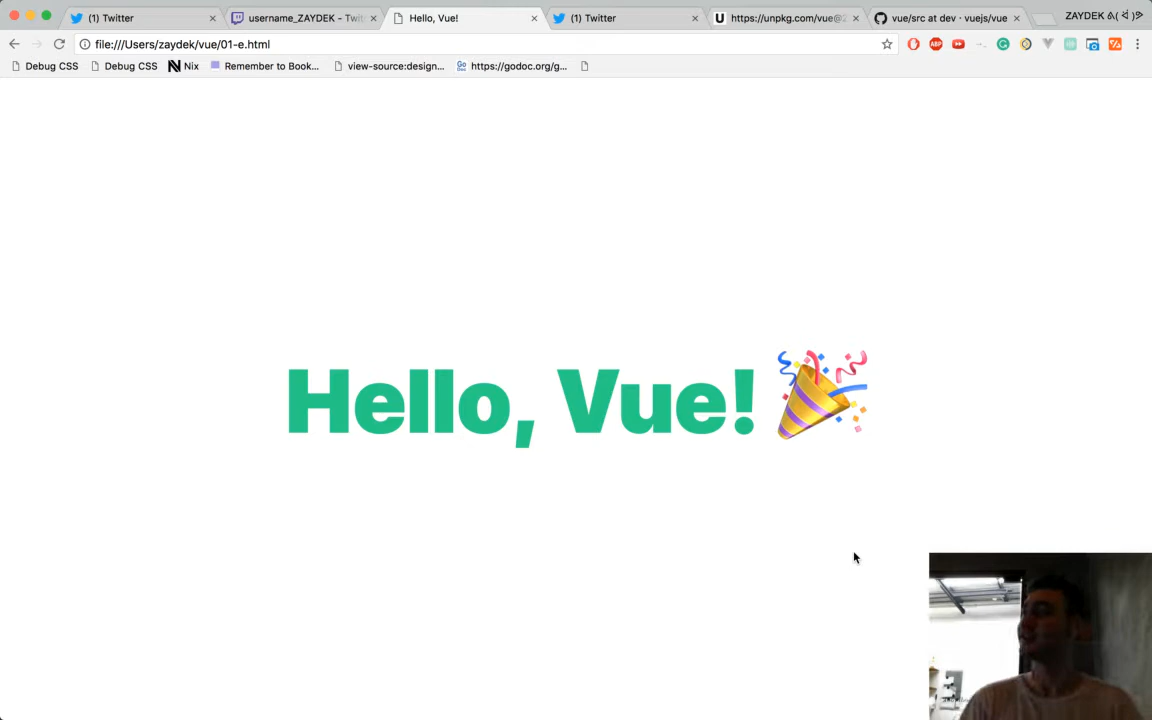 (1) Twitter
username_ZAYDEK - Twit
Hello, Vue!
(1) Twitter
U https://unpkg.com/vue@2
vue/src at dev · vuejs/vue
ZAYDEK
file:///Users/zaydek/vue/01-e.html
ABP
Debug CSS
Debug CSS
Nix
Remember to Book...
view-source:design...
Go
https://godoc.org/g...
Hello, Vue! 🎉